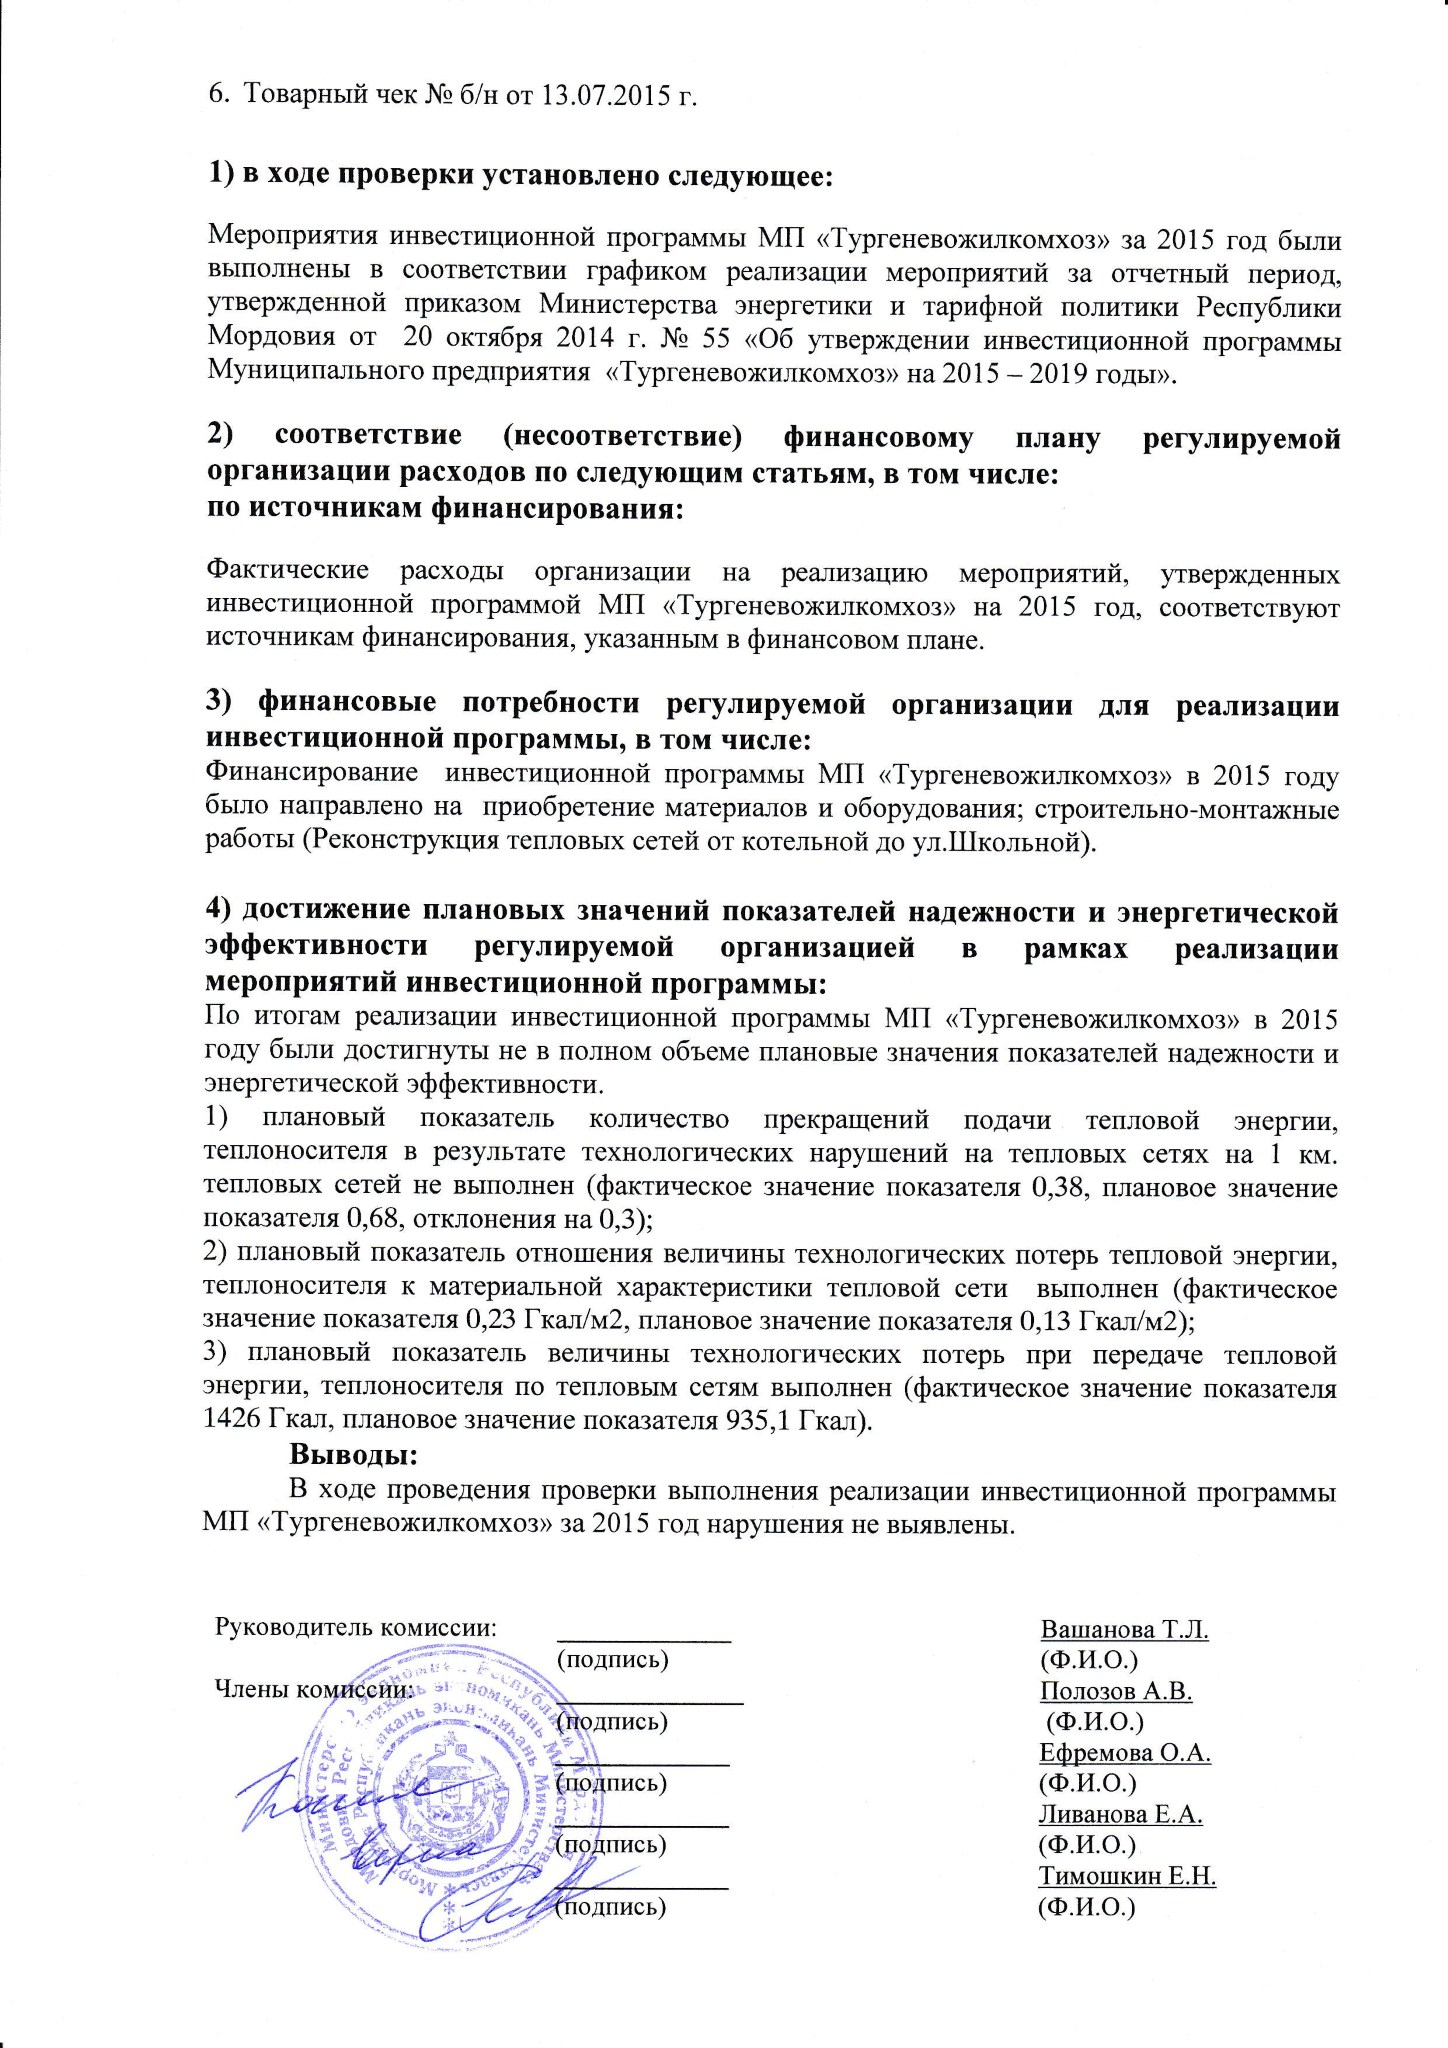 6. Товарный чек № б/н от 13.07.2015 г.
1) в ходе проверки установлено следующее:
Мероприятия инвестиционной программы МП «Тургеневожилкомхоз» за 2015 год были
выполнены в соответствии графиком реализации мероприятий за отчетный период,
утвержденной приказом Министерства энергетики и тарифной политики Республики
Мордовия от 20 октября 2014 г. № 55 «Об утверждении инвестиционной программы
Муниципального предприятия «Тургеневожилкомхоз» на 2015 – 2019 годы».
2) соответствие (несоответствие) финансовому плану регулируемой
организации расходов по следующим статьям, в том числе:
по источникам финансирования:
Фактические расходы организации на реализацию мероприятий, утвержденных
инвестиционной программой МП «Тургеневожилкомхоз» на 2015 год, соответствуют
источникам финансирования, указанным в финансовом плане.
3) финансовые потребности регулируемой организации для реализации
инвестиционной программы, в том числе:
Финансирование инвестиционной программы МП «Тургеневожилкомхоз» в 2015 году
было направлено на приобретение материалов и оборудования; строительно-монтажные
работы (Реконструкция тепловых сетей от котельной до ул.Школьной).
4) достижение плановых значений показателей надежности и энергетической
эффективности регулируемой организацией в рамках реализации
мероприятий инвестиционной программы:
По итогам реализации инвестиционной программы МП «Тургеневожилкомхоз» в 2015
году были достигнуты не в полном объеме плановые значения показателей надежности и
энергетической эффективности.
1) плановый показатель количество прекращений подачи тепловой энергии,
теплоносителя в результате технологических нарушений на тепловых сетях на 1 км.
тепловых сетей не выполнен (фактическое значение показателя 0,38, плановое значение
показателя 0,68, отклонения на 0,3);
2) плановый показатель отношения величины технологических потерь тепловой энергии,
теплоносителя к материальной характеристики тепловой сети выполнен (фактическое
значение показателя 0,23 Гкал/м2, плановое значение показателя 0,13 Гкал/м2);
3) плановый показатель величины технологических потерь при передаче тепловой
энергии, теплоносителя по тепловым сетям выполнен (фактическое значение показателя
1426 Гкал, плановое значение показателя 935,1 Гкал).
Выводы:
В ходе проведения проверки выполнения реализации инвестиционной программы
МП «Тургеневожилкомхоз» за 2015 год нарушения не выявлены.
Руководитель комиссии: Вашанова Т.Л.
(подпись) (Ф.И.О.)
Члены комиссии: Полозов А.В.
(подпись) (Ф.И.О.)
Ефремова О.А.
(подпись) (Ф.И.О.)
Ливанова Е.А.
(подпись) (Ф.И.О.)
Тимошкин Е.Н.
(подпись) (Ф.И.О.)